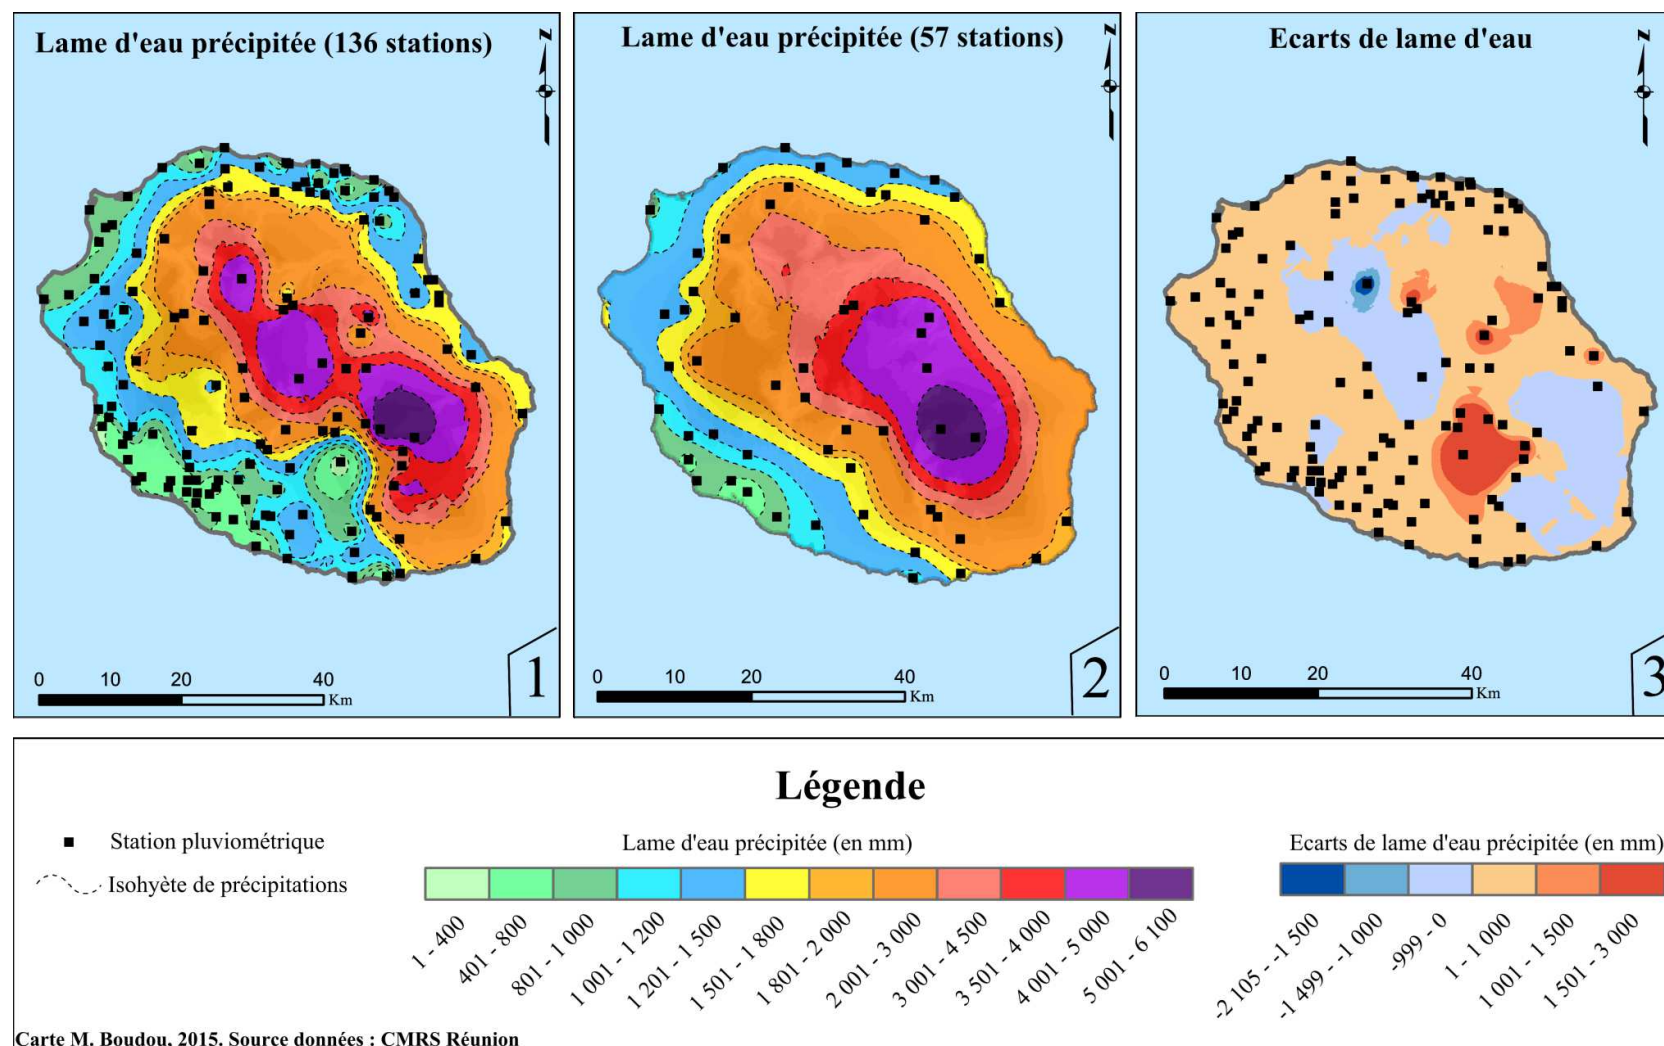 Lame d'eau précipitée (136 stations)
N
0 10 20 40
Km
1
Lame d'eau précipitée (57 stations)
N
0 10 20 40
Km
2
Ecarts de lame d'eau
N
0 10 20 40
Km
3
Légende
Station pluviométrique
Isohyète de précipitations
Lame d'eau précipitée (en mm)
1 - 400
401 - 800
801 - 1 000
1 001 - 1 200
1 201 - 1 500
1 501 - 1 800
1 801 - 2 000
2 001 - 3 000
3 001 - 4 500
3 501 - 4 000
4 001 - 5 000
5 001 - 6 100
Ecarts de lame d'eau précipitée (en mm)
-2 105 - -1 500
-1 499 - -1 000
-999 - 0
1 - 1 000
1 001 - 1 500
1 501 - 3 000
Carte M. Boudou, 2015. Source données : CMRS Réunion